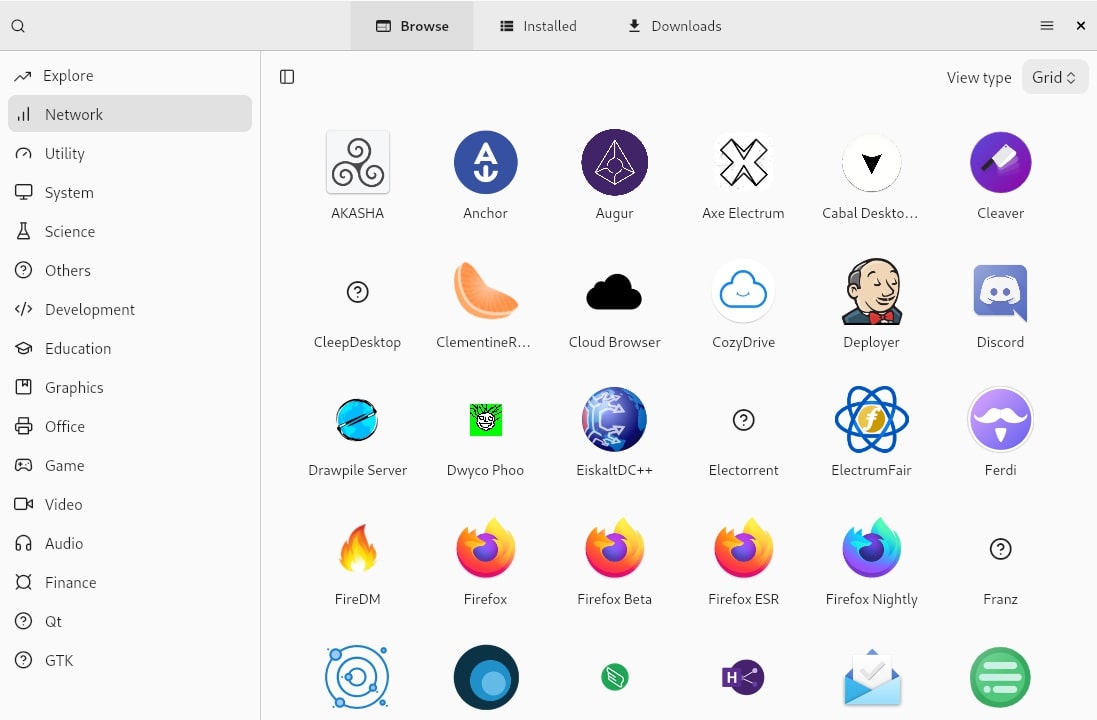 Browse
Installed
Downloads
Explore
Network
Utility
System
Science
Others
Development
Education
Graphics
Office
Game
Video
Audio
Finance
Qt
GTK
View type
Grid
AKASHA
Anchor
Augur
Axe Electrum
Cabal Deskto...
Cleaver
CleepDesktop
ClementineR...
Cloud Browser
CozyDrive
Deployer
Discord
Drawpile Server
Dwyco Phoo
EiskaltDC++
Electorrent
ElectrumFair
Ferdi
FireDM
Firefox
Firefox Beta
Firefox ESR
Firefox Nightly
Franz
H